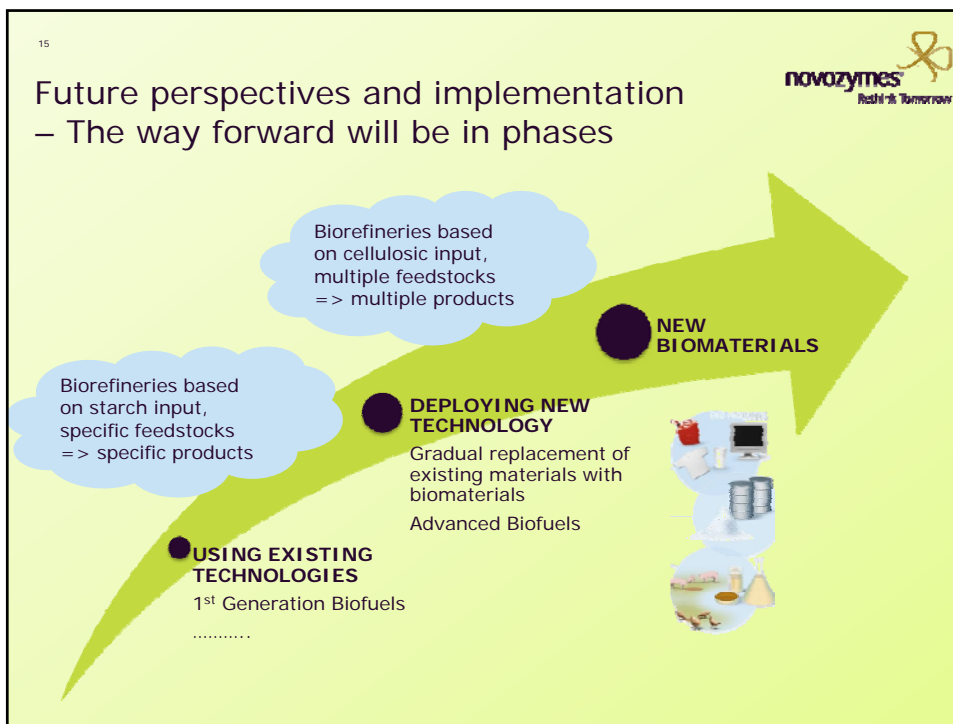 15
Future perspectives and implementation
– The way forward will be in phases
novozymes
Rethink Tomorrow
Biorefineries based
on cellulosic input,
multiple feedstocks
=> multiple products
NEW
BIOMATERIALS
Biorefineries based
on starch input,
specific feedstocks
=> specific products
DEPLOYING NEW
TECHNOLOGY
Gradual replacement of
existing materials with
biomaterials
Advanced Biofuels
USING EXISTING
TECHNOLOGIES
1st Generation Biofuels
………..